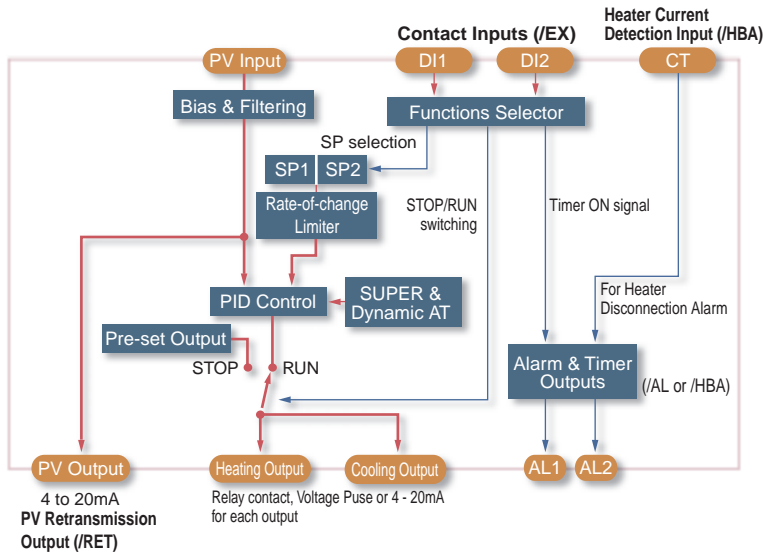 Contact Inputs (/EX)
Heater Current
Detection Input (/HBA)
PV Input
DI1
DI2
CT
Bias & Filtering
Functions Selector
SP selection
SP1
SP2
Rate-of-change
Limiter
STOP/RUN
switching
Timer ON signal
For Heater
Disconnection Alarm
PID Control
SUPER &
Dynamic AT
Pre-set Output
STOP
RUN
Alarm & Timer
Outputs
(/AL or /HBA)
PV Output
Heating Output
Cooling Output
AL1
AL2
4 to 20mA
PV Retransmission
Output (/RET)
Relay contact, Voltage Puse or 4 - 20mA
for each output